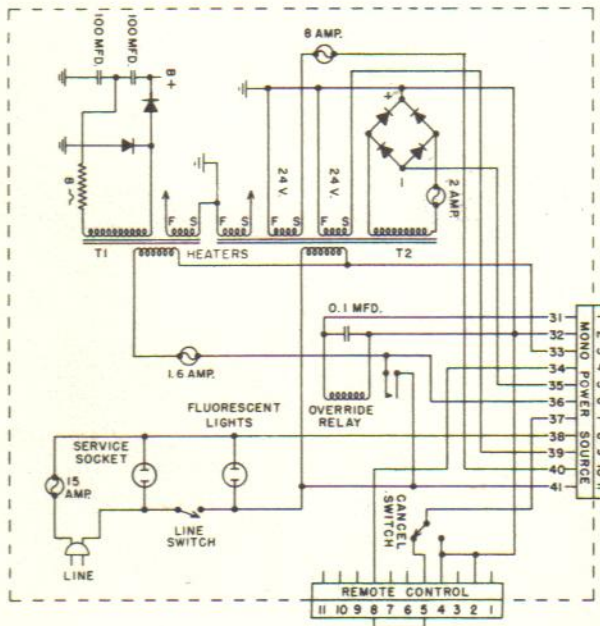 8 AMP.
100 MFD.
100 MFD.
B+
8 ~
24 V.
24 V.
+
-
2 AMP.
F S
F S
F S
F S
T1
HEATERS
T2
0.1 MFD.
1.6 AMP.
OVERRIDE
RELAY
FLUORESCENT
LIGHTS
SERVICE
SOCKET
15
AMP.
LINE
SWITCH
LINE
CANCEL
SWITCH
31
32
33
34
35
36
37
38
39
40
41
MONO POWER SOURCE
REMOTE CONTROL
11 10 9 8 7 6 5 4 3 2 1